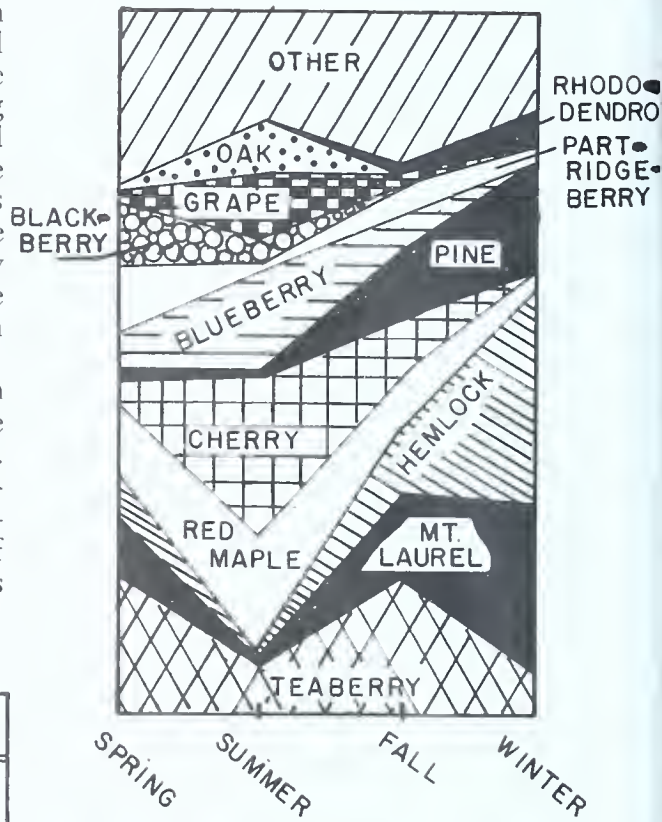 OTHER
RHODO-
DENDRO
OAK
PART-
RIDGE-
BERRY
GRAPE
BLACK-
BERRY
PINE
BLUEBERRY
CHERRY
HEMLOCK
RED
MAPLE
MT.
LAUREL
TEABERRY
SPRING
SUMMER
FALL
WINTER